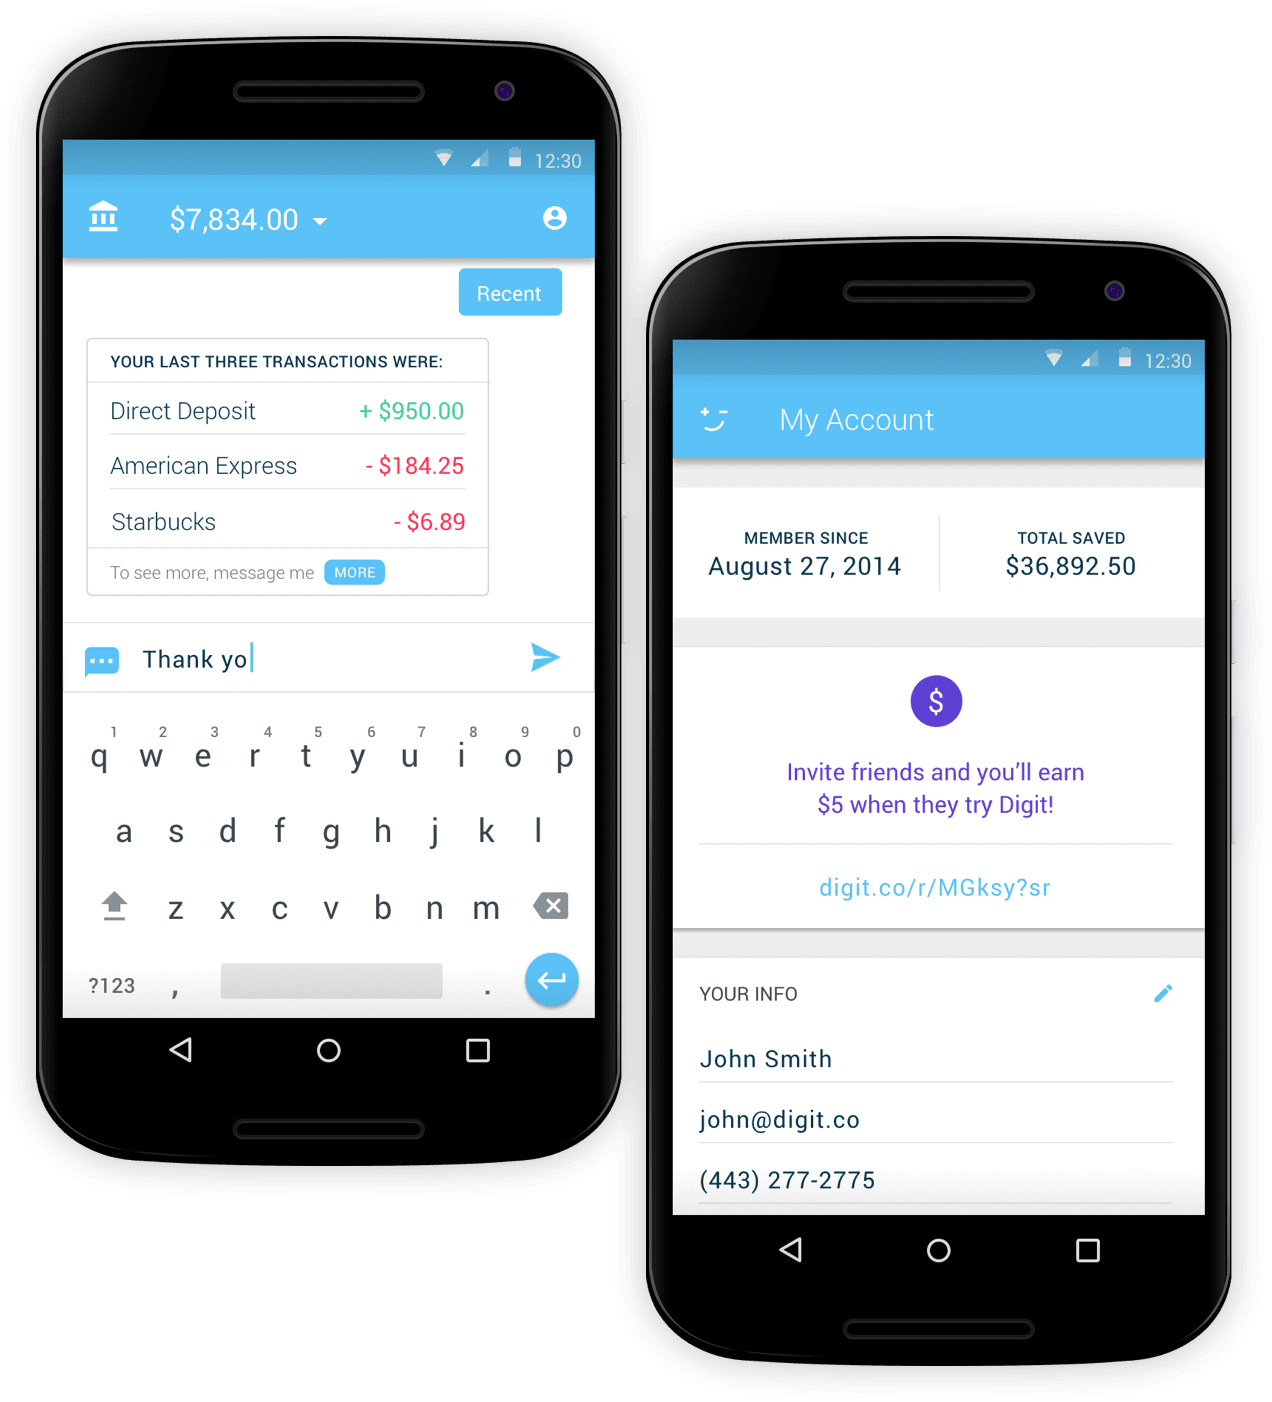 12:30
$7,834.00
Recent
YOUR LAST THREE TRANSACTIONS WERE:
Direct Deposit + $950.00
American Express - $184.25
Starbucks - $6.89
To see more, message me MORE
Thank yo
1 2 3 4 5 6 7 8 9 0
q w e r t y u i o p
a s d f g h j k l
z x c v b n m
?123 , .
12:30
My Account
MEMBER SINCE
August 27, 2014
TOTAL SAVED
$36,892.50
$
Invite friends and you’ll earn
$5 when they try Digit!
digit.co/r/MGksy?sr
YOUR INFO
John Smith
john@digit.co
(443) 277-2775